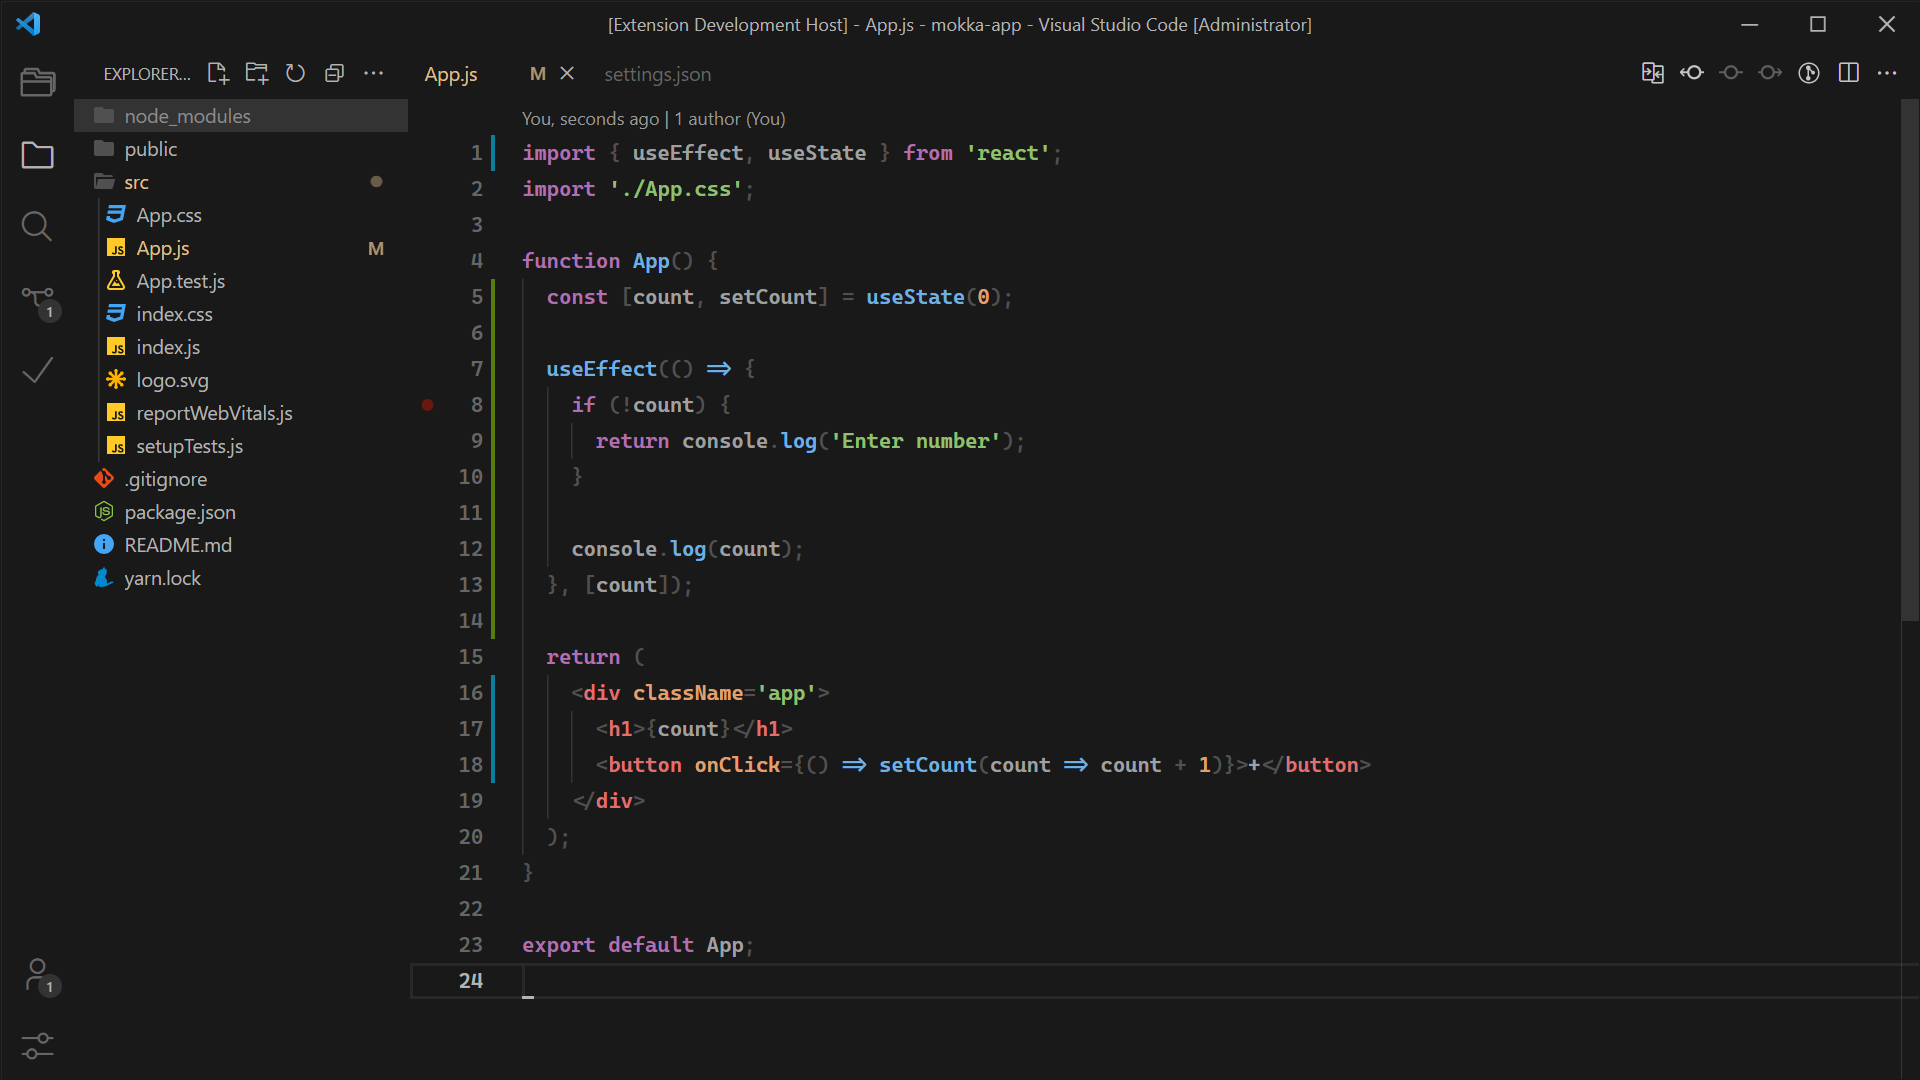 [Extension Development Host] - App.js - mokka-app - Visual Studio Code [Administrator]
EXPLORER...
App.js M
settings.json
node_modules
public
src
App.css
App.js M
App.test.js
index.css
index.js
logo.svg
reportWebVitals.js
setupTests.js
.gitignore
package.json
README.md
yarn.lock
1
1
You, seconds ago | 1 author (You)
1 import { useEffect, useState } from 'react';
2 import './App.css';
3
4 function App() {
5 const [count, setCount] = useState(0);
6
7 useEffect(() => {
8 if (!count) {
9 return console.log('Enter number');
10 }
11
12 console.log(count);
13 }, [count]);
14
15 return (
16 <div className='app'>
17 <h1>{count}</h1>
18 <button onClick={() => setCount(count => count + 1)}>+</button>
19 </div>
20 );
21 }
22
23 export default App;
24